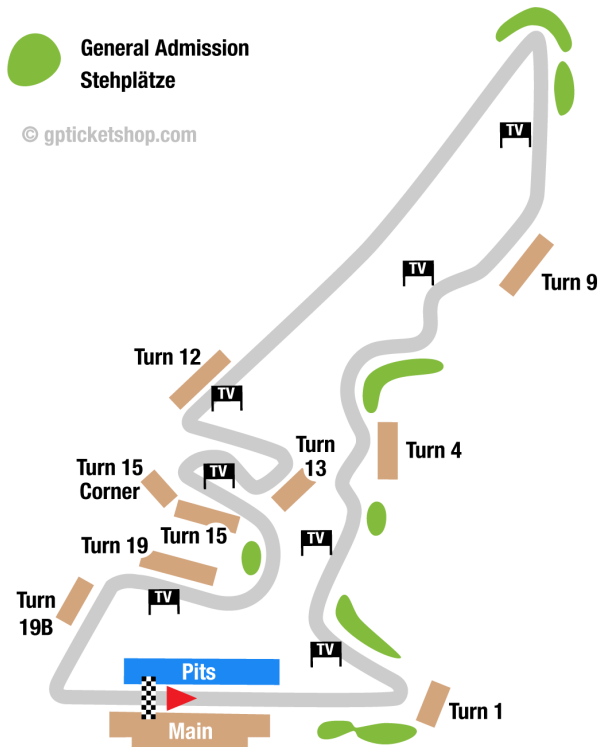 General Admission
Stehplätze
© gpticketshop.com
TV
Turn 9
TV
Turn 12
TV
Turn
13
Turn 4
Turn 15
Corner
TV
Turn 15
TV
Turn 19
TV
Turn
19B
TV
Pits
Turn 1
Main